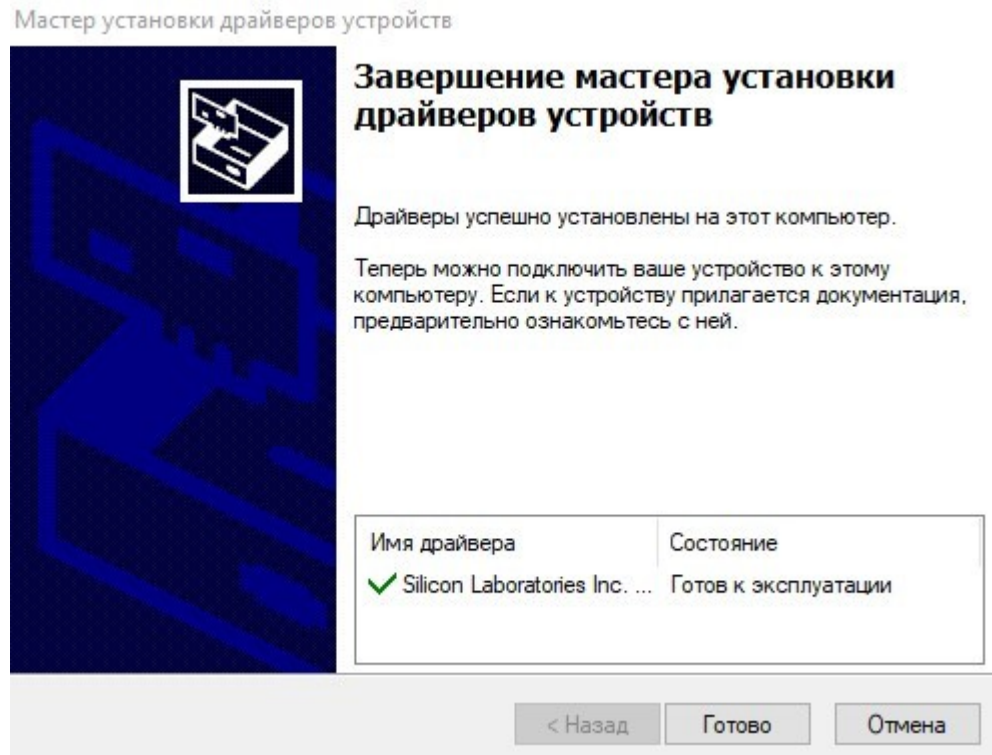 Мастер установки драйверов устройств
Завершение мастера установки
драйверов устройств
Драйверы успешно установлены на этот компьютер.
Теперь можно подключить ваше устройство к этому
компьютеру. Если к устройству прилагается документация,
предварительно ознакомьтесь с ней.
Имя драйвера Состояние
Silicon Laboratories Inc. ... Готов к эксплуатации
< Назад Готово Отмена